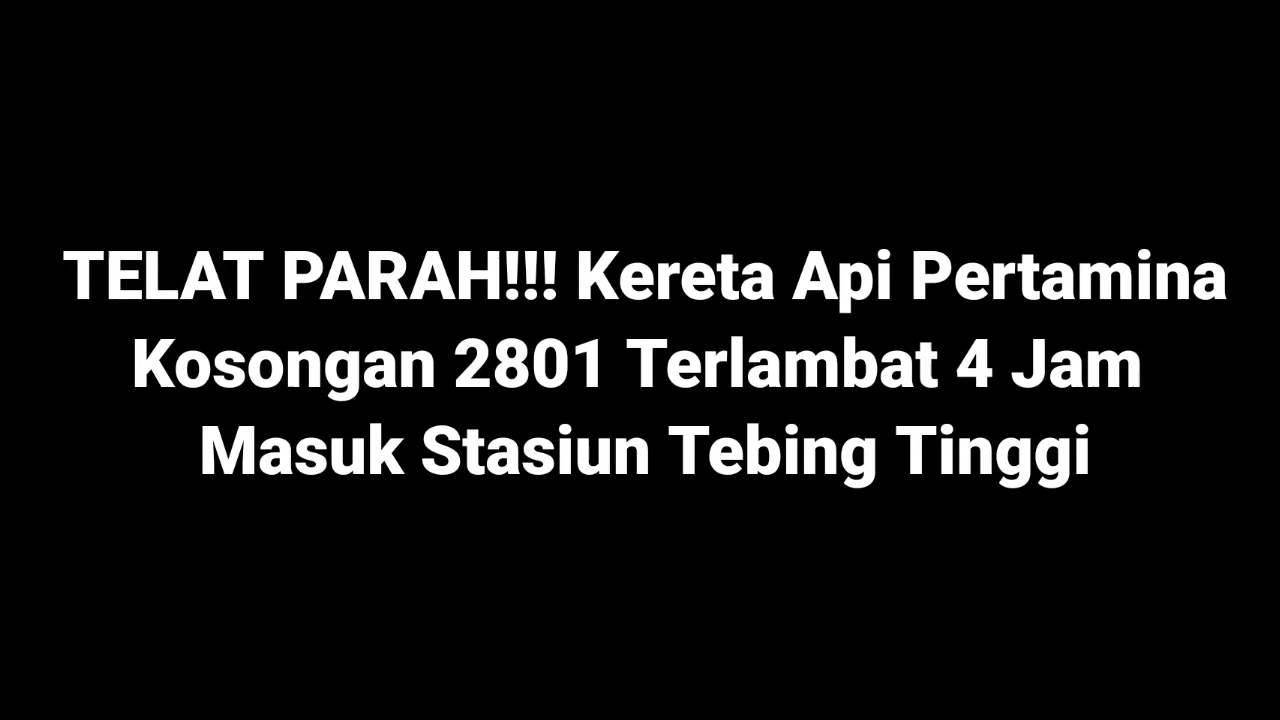 TELAT PARAH!!! Kereta Api Pertamina
Kosongan 2801 Terlambat 4 Jam
Masuk Stasiun Tebing Tinggi